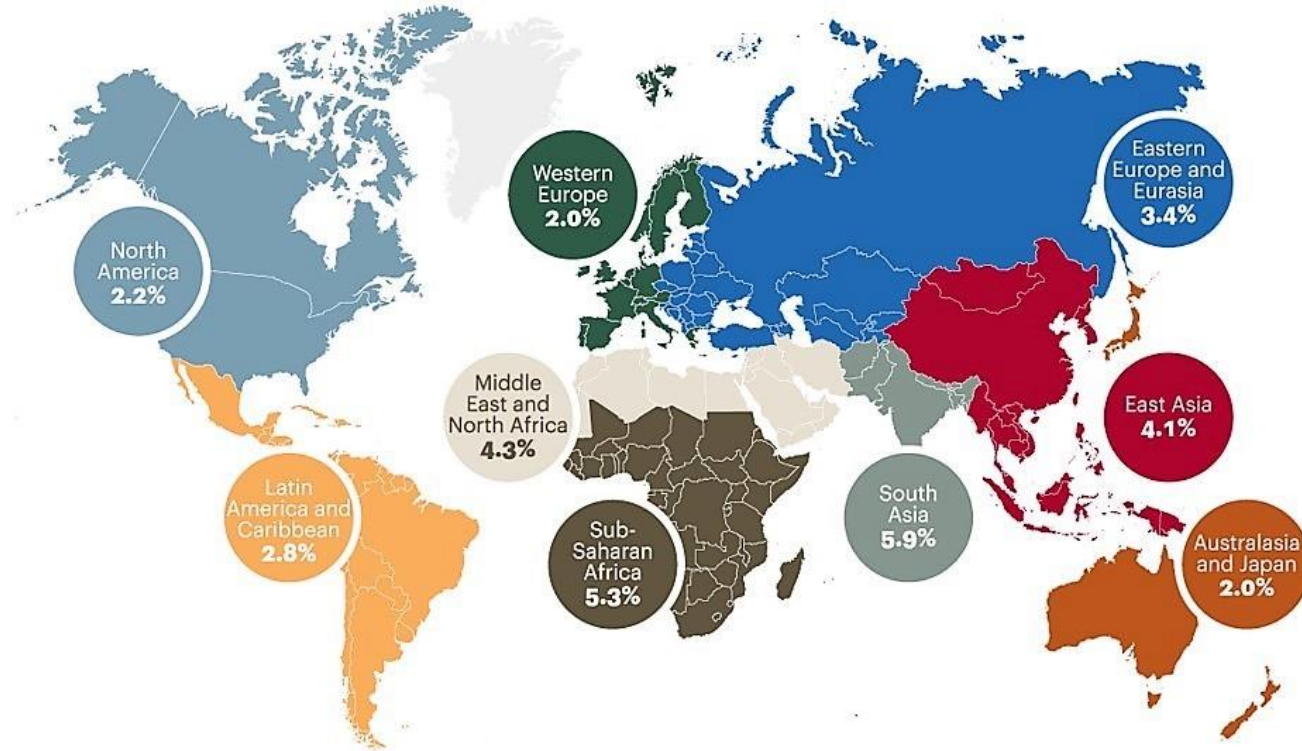 Western
Europe
2.0%
Eastern
Europe and
Eurasia
3.4%
North
America
2.2%
Middle
East and
North Africa
4.3%
East Asia
4.1%
Latin
America and
Caribbean
2.8%
South
Asia
5.9%
Sub-
Saharan
Africa
5.3%
Australasia
and Japan
2.0%